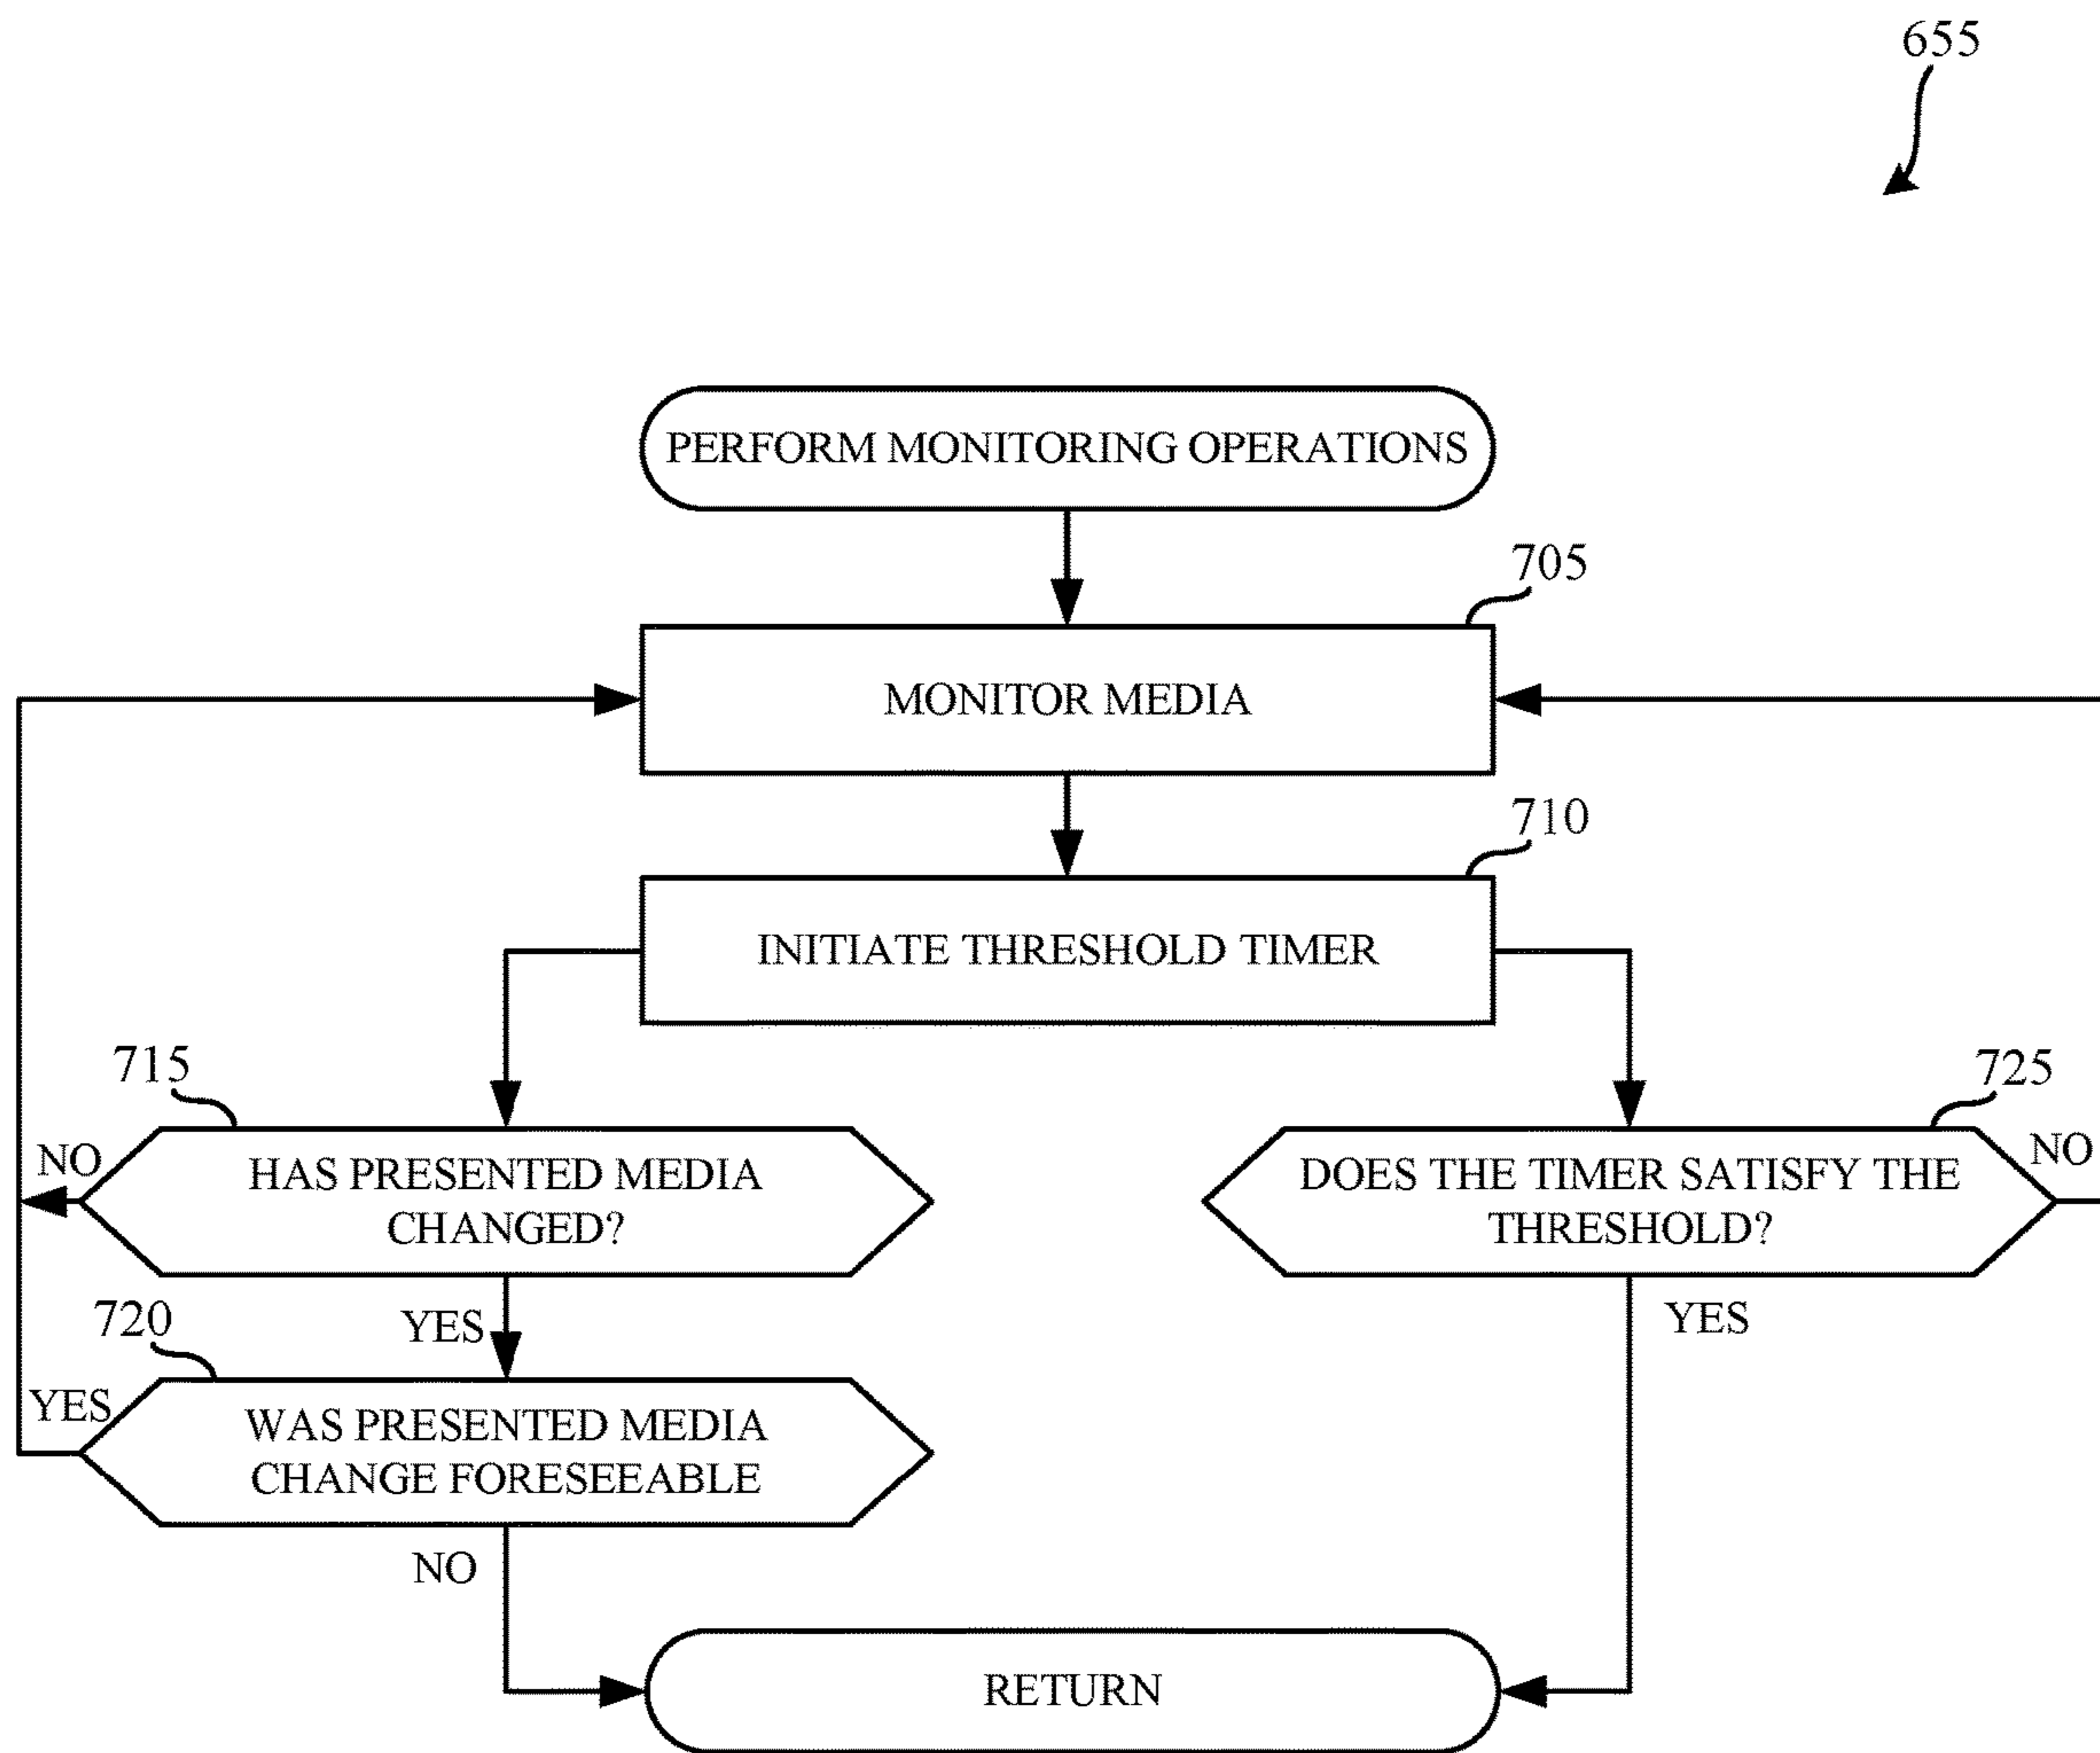 655
PERFORM MONITORING OPERATIONS
705
MONITOR MEDIA
710
INITIATE THRESHOLD TIMER
715
NO
HAS PRESENTED MEDIA
CHANGED?
725
NO
DOES THE TIMER SATISFY THE
THRESHOLD?
720
YES
YES
YES
WAS PRESENTED MEDIA
CHANGE FORESEEABLE
NO
RETURN